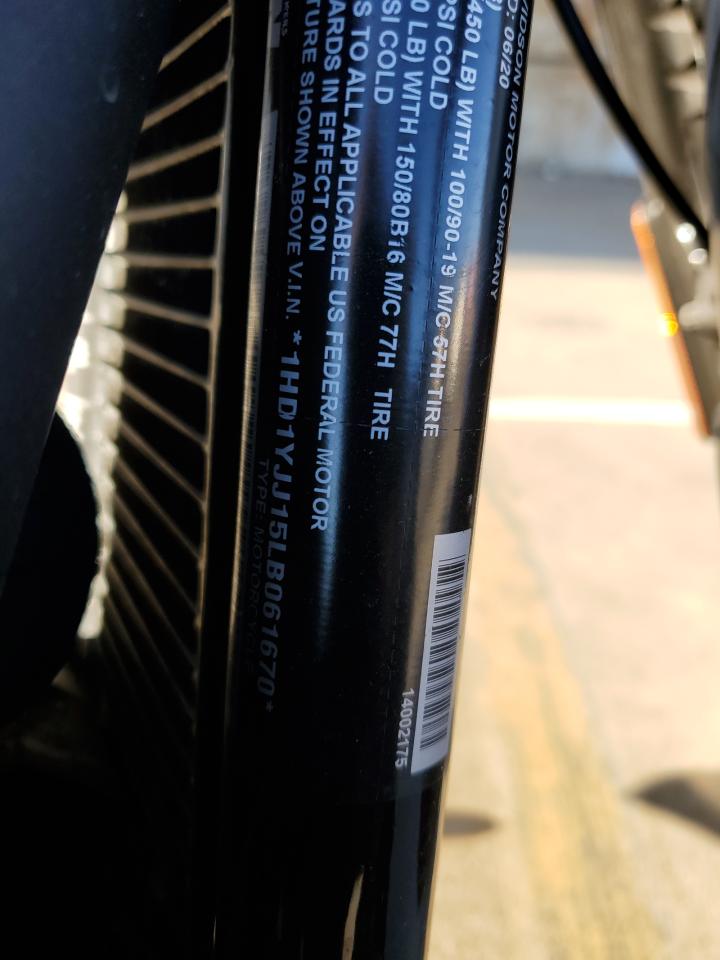 VIDSON MOTOR COMPANY
D: 06/20
450 LB) WITH 100/90-19 M/C 57H TIRE
PSI COLD
0 LB) WITH 150/80B16 M/C 77H TIRE
SI COLD
S TO ALL APPLICABLE US FEDERAL MOTOR
ARDS IN EFFECT ON
TURE SHOWN ABOVE V.I.N. *1HD1YJJ15LB061670*
TYPE: MOTORCYCLE
14002175